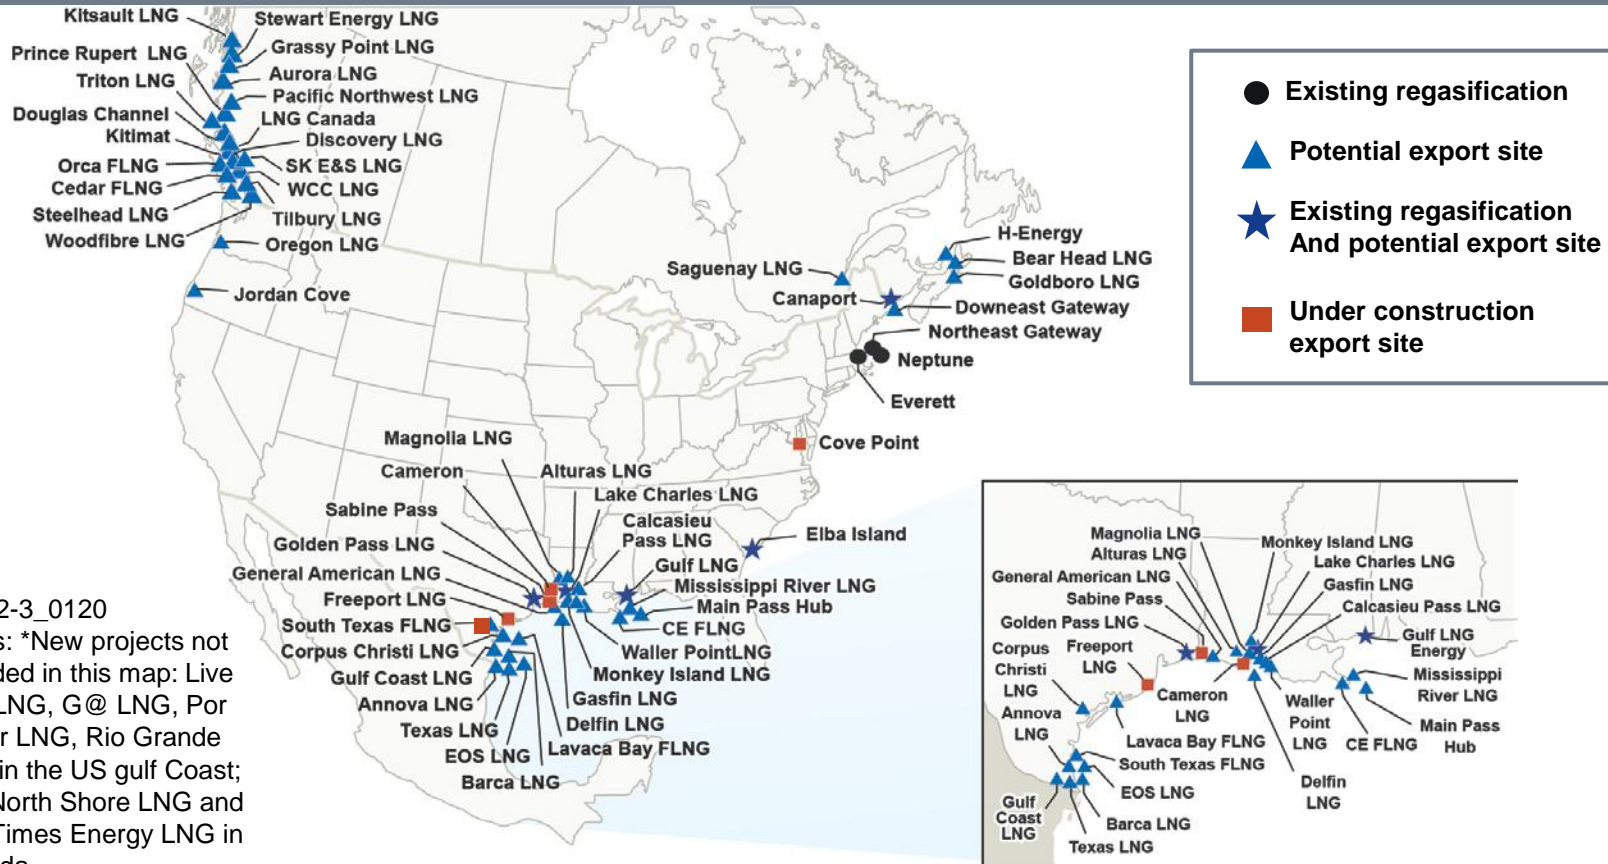 Kitsault LNG
Stewart Energy LNG
Prince Rupert LNG
Grassy Point LNG
Triton LNG
Aurora LNG
Pacific Northwest LNG
Douglas Channel
LNG Canada
Kitimat
Discovery LNG
Orca FLNG
SK E&S LNG
Cedar FLNG
WCC LNG
Steelhead LNG
Tilbury LNG
Woodfibre LNG
Oregon LNG
Jordan Cove
H-Energy
Bear Head LNG
Saguenay LNG
Goldboro LNG
Canaport
Downeast Gateway
Northeast Gateway
Neptune
Everett
Cove Point
Existing regasification
Potential export site
Existing regasification
And potential export site
Under construction
export site
Magnolia LNG
Cameron
Alturas LNG
Lake Charles LNG
Sabine Pass
Calcasieu
Pass LNG
Elba Island
Golden Pass LNG
Gulf LNG
General American LNG
Mississippi River LNG
Freeport LNG
Main Pass Hub
South Texas FLNG
CE FLNG
Corpus Christi LNG
Waller PointLNG
Gulf Coast LNG
Monkey Island LNG
Annova LNG
Gasfin LNG
Texas LNG
Delfin LNG
EOS LNG
Lavaca Bay FLNG
Barca LNG
2-3_0120
s: *New projects not
ded in this map: Live
LNG, G@ LNG, Por
r LNG, Rio Grande
in the US gulf Coast;
North Shore LNG and
Times Energy LNG in
Magnolia LNG
Monkey Island LNG
Alturas LNG
Lake Charles LNG
General American LNG
Gasfin LNG
Sabine Pass
Calcasieu Pass LNG
Golden Pass LNG
Gulf LNG
Energy
Corpus
Christi
LNG
Freeport
LNG
Mississippi
River LNG
Cameron
LNG
Waller
Point
LNG
Annova
LNG
Main Pass
Hub
CE FLNG
Lavaca Bay FLNG
South Texas FLNG
Delfin
LNG
EOS LNG
Gulf
Coast
LNG
Barca LNG
Texas LNG